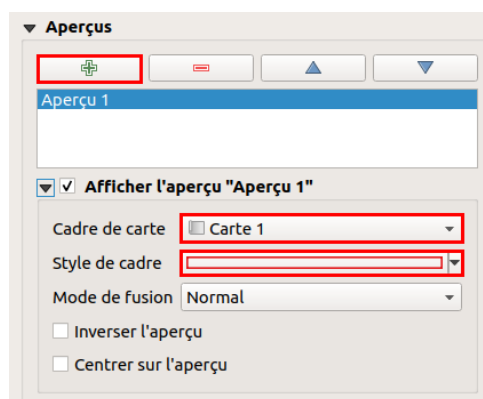 Aperçus
Aperçu 1
Afficher l'aperçu "Aperçu 1"
Cadre de carte Carte 1
Style de cadre
Mode de fusion Normal
Inverser l'aperçu
Centrer sur l'aperçu